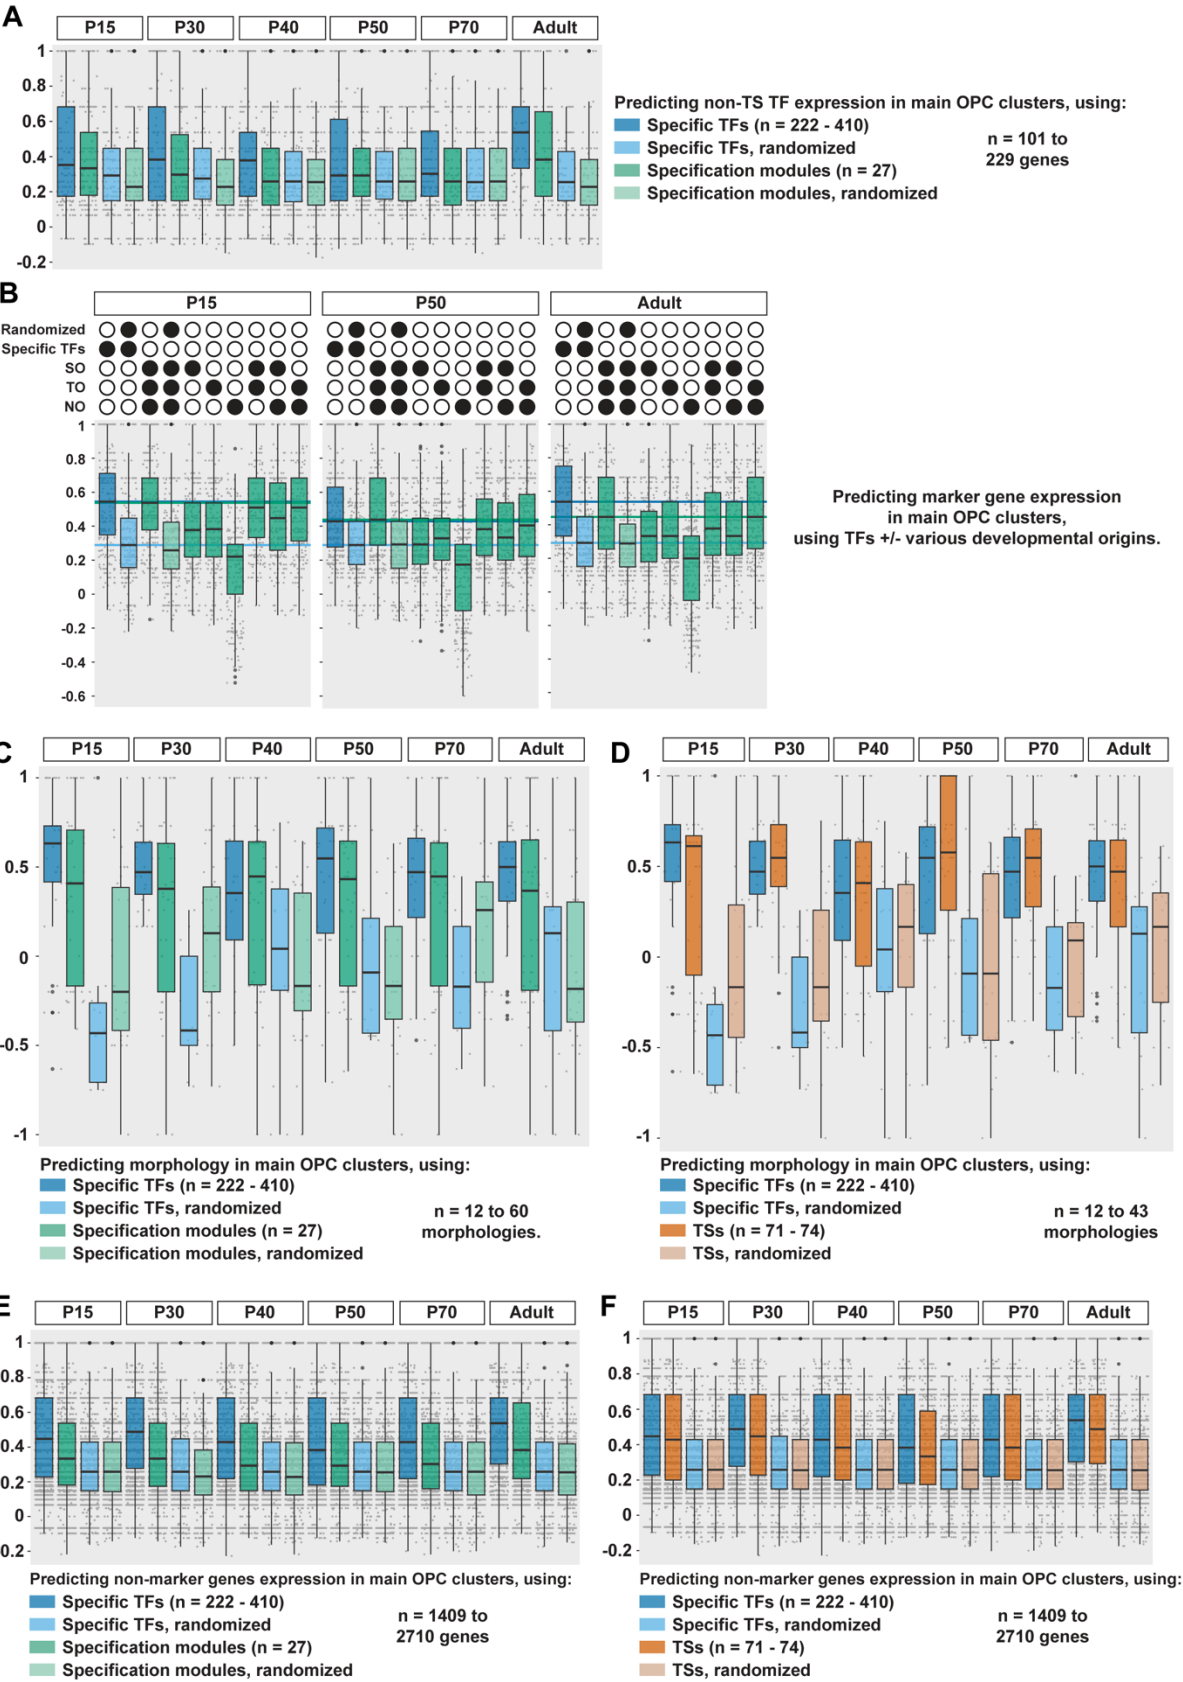 A
P15 P30 P40 P50 P70 Adult
1
0.8
0.6
0.4
0.2
0
-0.2
Predicting non-TS TF expression in main OPC clusters, using:
Specific TFs (n = 222 - 410)
Specific TFs, randomized
Specification modules (n = 27)
Specification modules, randomized
n = 101 to
229 genes
B
P15 P50 Adult
Randomized
Specific TFs
SO
TO
NO
1
0.8
0.6
0.4
0.2
0
-0.2
-0.4
-0.6
Predicting marker gene expression
in main OPC clusters,
using TFs +/- various developmental origins.
C
P15 P30 P40 P50 P70 Adult
1
0.5
0
-0.5
-1
Predicting morphology in main OPC clusters, using:
Specific TFs (n = 222 - 410)
Specific TFs, randomized
Specification modules (n = 27)
Specification modules, randomized
n = 12 to 60
morphologies.
D
P15 P30 P40 P50 P70 Adult
1
0.5
0
-0.5
-1
Predicting morphology in main OPC clusters, using:
Specific TFs (n = 222 - 410)
Specific TFs, randomized
TSs (n = 71 - 74)
TSs, randomized
n = 12 to 43
morphologies
E
P15 P30 P40 P50 P70 Adult
1
0.8
0.6
0.4
0.2
0
0.2
Predicting non-marker genes expression in main OPC clusters, using:
Specific TFs (n = 222 - 410)
Specific TFs, randomized
Specification modules (n = 27)
Specification modules, randomized
n = 1409 to
2710 genes
F
P15 P30 P40 P50 P70 Adult
1
0.8
0.6
0.4
0.2
0
-0.2
Predicting non-marker genes expression in main OPC clusters, using:
Specific TFs (n = 222 - 410)
Specific TFs, randomized
TSs (n = 71 - 74)
TSs, randomized
n = 1409 to
2710 genes